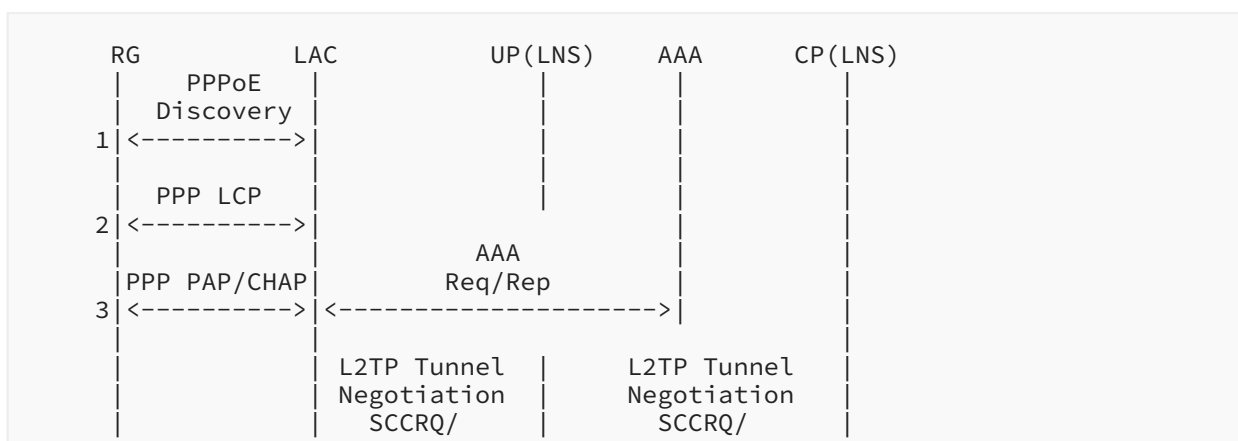 RG LAC UP(LNS) AAA CP(LNS)
| PPPoE | | | |
| Discovery | | | |
1|<---------->| | | |
| | | | |
| PPP LCP | | | |
2|<---------->| | |
| | AAA | |
|PPP PAP/CHAP| Req/Rep | |
3|<---------->|<--------------------->| |
| | |
| | L2TP Tunnel | L2TP Tunnel |
| | Negotiation | Negotiation |
| | SCCRQ/ | SCCRQ/ |